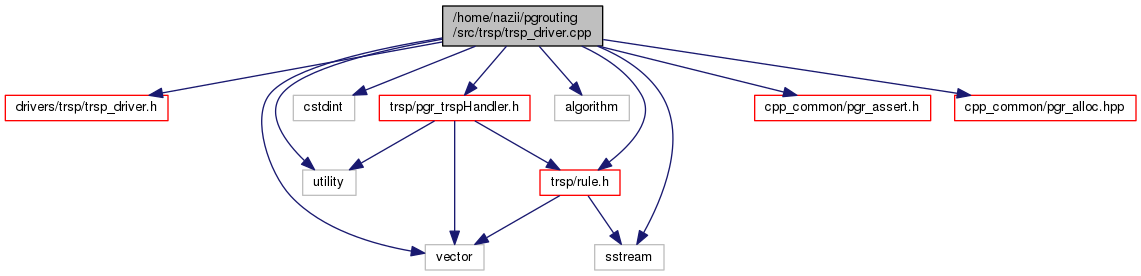 /home/nazii/pgrouting
/src/trsp/trsp_driver.cpp
drivers/trsp/trsp_driver.h
cstdint
trsp/pgr_trspHandler.h
algorithm
cpp_common/pgr_assert.h
cpp_common/pgr_alloc.hpp
utility
trsp/rule.h
vector
sstream